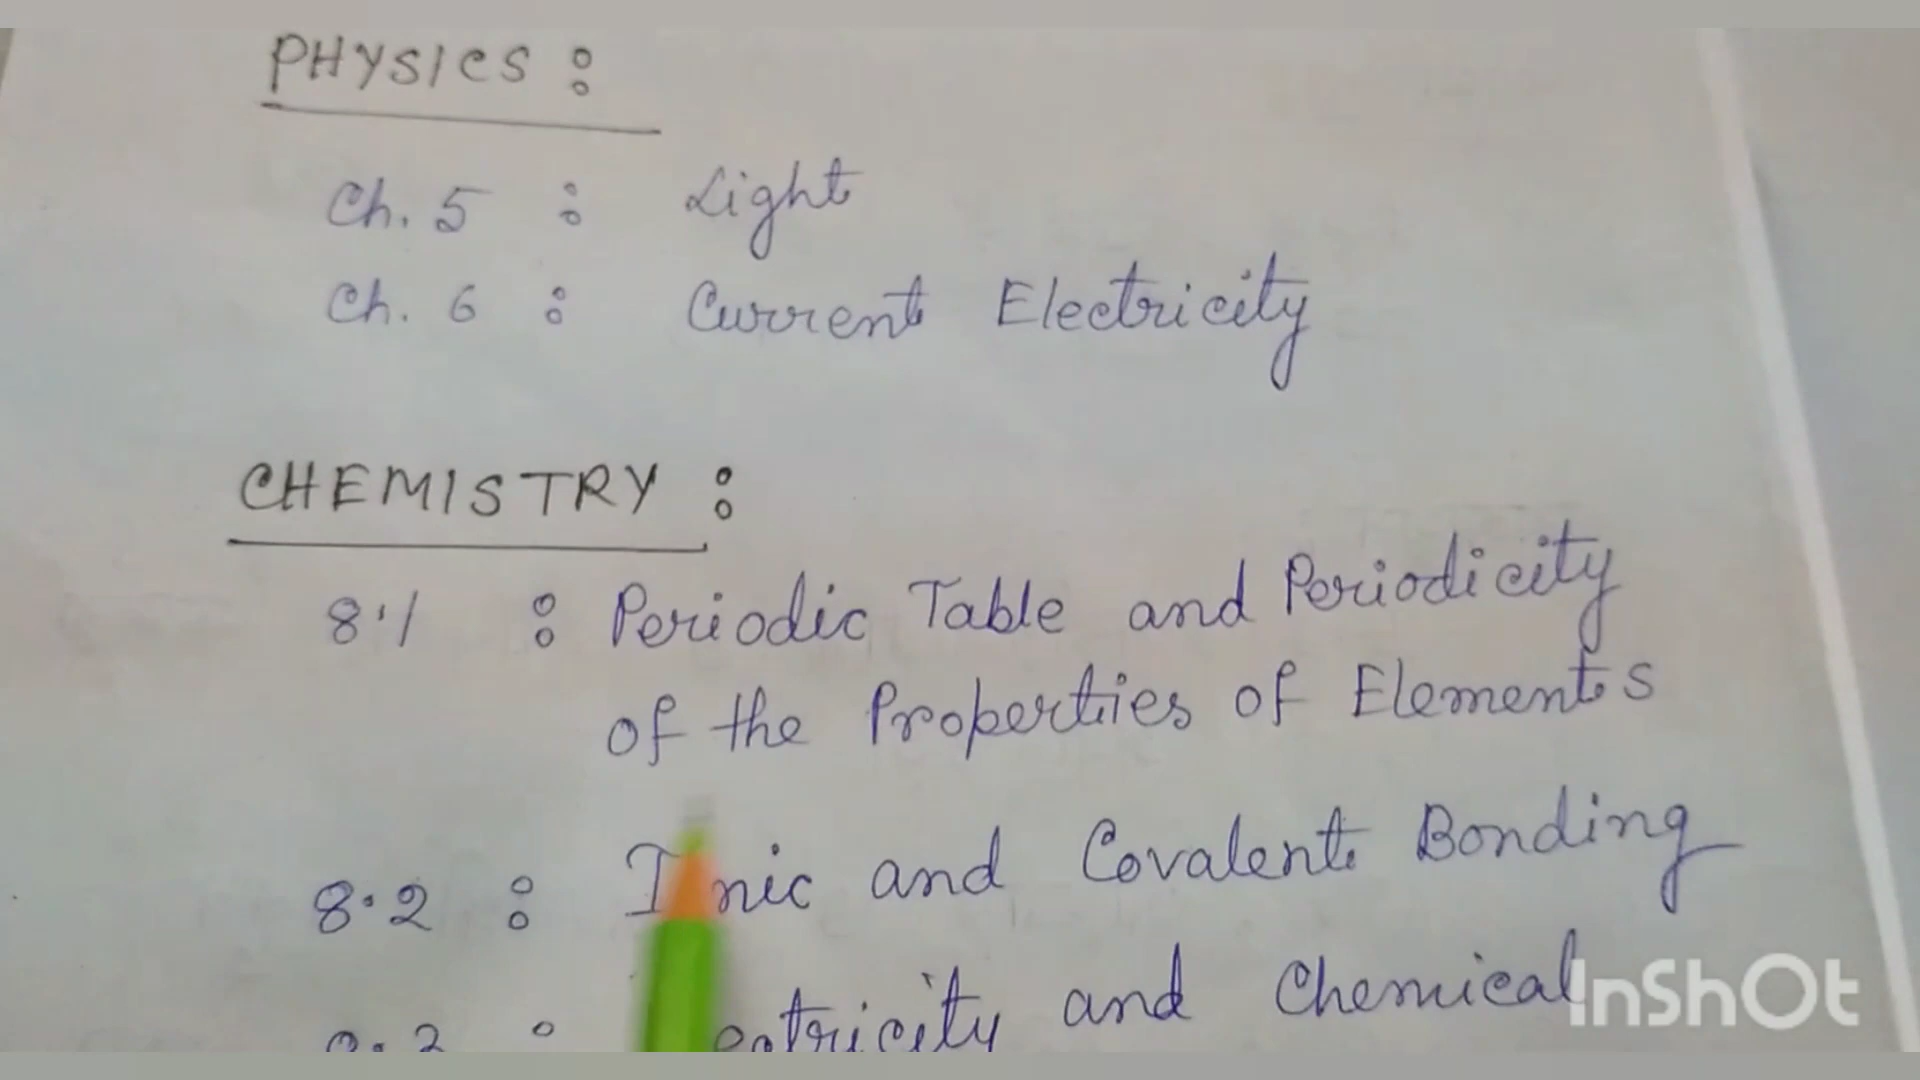 PHYSICS :
Ch. 5 : Light
Ch. 6 : Current Electricity
CHEMISTRY :
8.1 : Periodic Table and Periodicity
of the Properties of Elements
8.2 : and Covalent Bonding
: and Chemical
InShOt